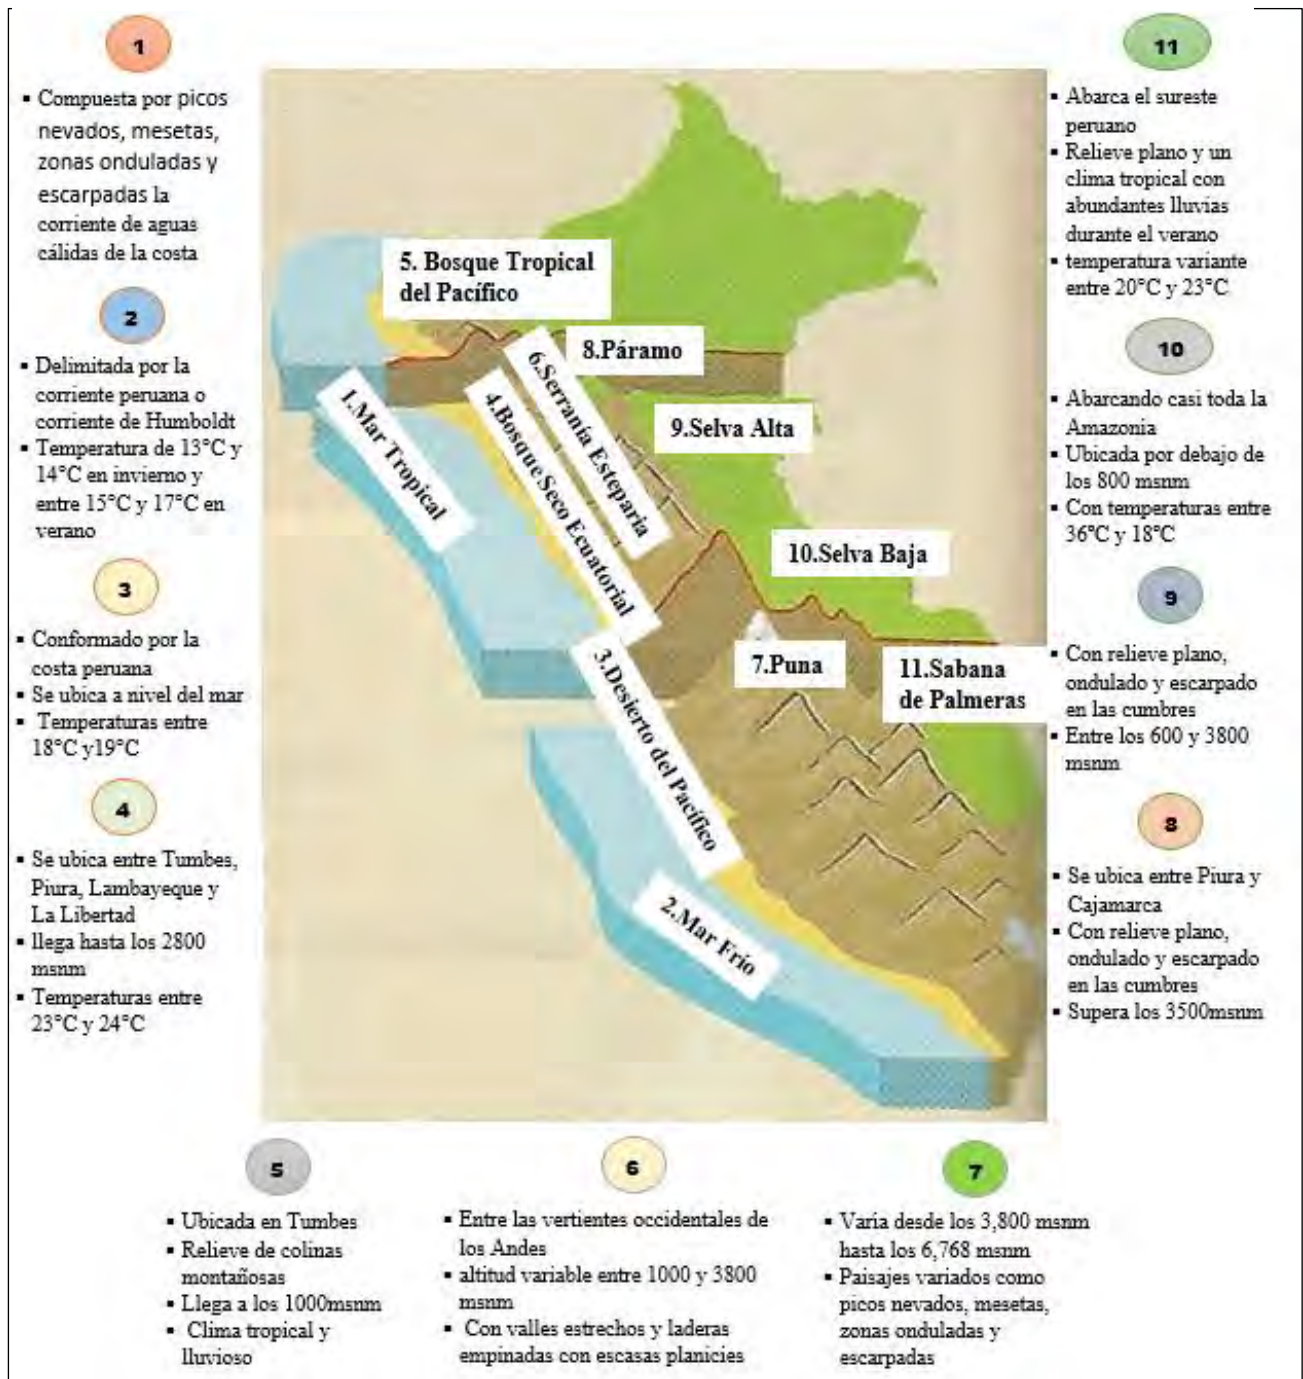 1
▪ Compuesta por picos
nevados, mesetas,
zonas onduladas y
escarpadas la
corriente de aguas
cálidas de la costa
2
▪ Delimitada por la
corriente peruana o
corriente de Humboldt
▪ Temperatura de 13°C y
14°C en invierno y
entre 15°C y 17°C en
verano
3
▪ Conformado por la
costa peruana
▪ Se ubica a nivel del mar
▪ Temperaturas entre
18°C y19°C
4
▪ Se ubica entre Tumbes,
Piura, Lambayeque y
La Libertad
▪ llega hasta los 2800
msnm
▪ Temperaturas entre
23°C y 24°C
5. Bosque Tropical
del Pacífico
8.Páramo
6.Serranía Esteparia
1.Mar Tropical
4.Bosque Seco Ecuatorial
9.Selva Alta
10.Selva Baja
3.Desierto del Pacífico
7.Puna
11.Sabana
de Palmeras
2.Mar Frío
11
▪ Abarca el sureste
peruano
▪ Relieve plano y un
clima tropical con
abundantes lluvias
durante el verano
▪ temperatura variante
entre 20°C y 23°C
10
▪ Abarcando casi toda la
Amazonia
▪ Ubicada por debajo de
los 800 msnm
▪ Con temperaturas entre
36°C y 18°C
9
▪ Con relieve plano,
ondulado y escarpado
en las cumbres
▪ Entre los 600 y 3800
msnm
8
▪ Se ubica entre Piura y
Cajamarca
▪ Con relieve plano,
ondulado y escarpado
en las cumbres
▪ Supera los 3500msnm
5
▪ Ubicada en Tumbes
▪ Relieve de colinas
montañosas
▪ Llega a los 1000msnm
▪ Clima tropical y
lluvioso
6
▪ Entre las vertientes occidentales de
los Andes
▪ altitud variable entre 1000 y 3800
msnm
▪ Con valles estrechos y laderas
empinadas con escasas planicies
7
▪ Varia desde los 3,800 msnm
hasta los 6,768 msnm
▪ Paisajes variados como
picos nevados, mesetas,
zonas onduladas y
escarpadas